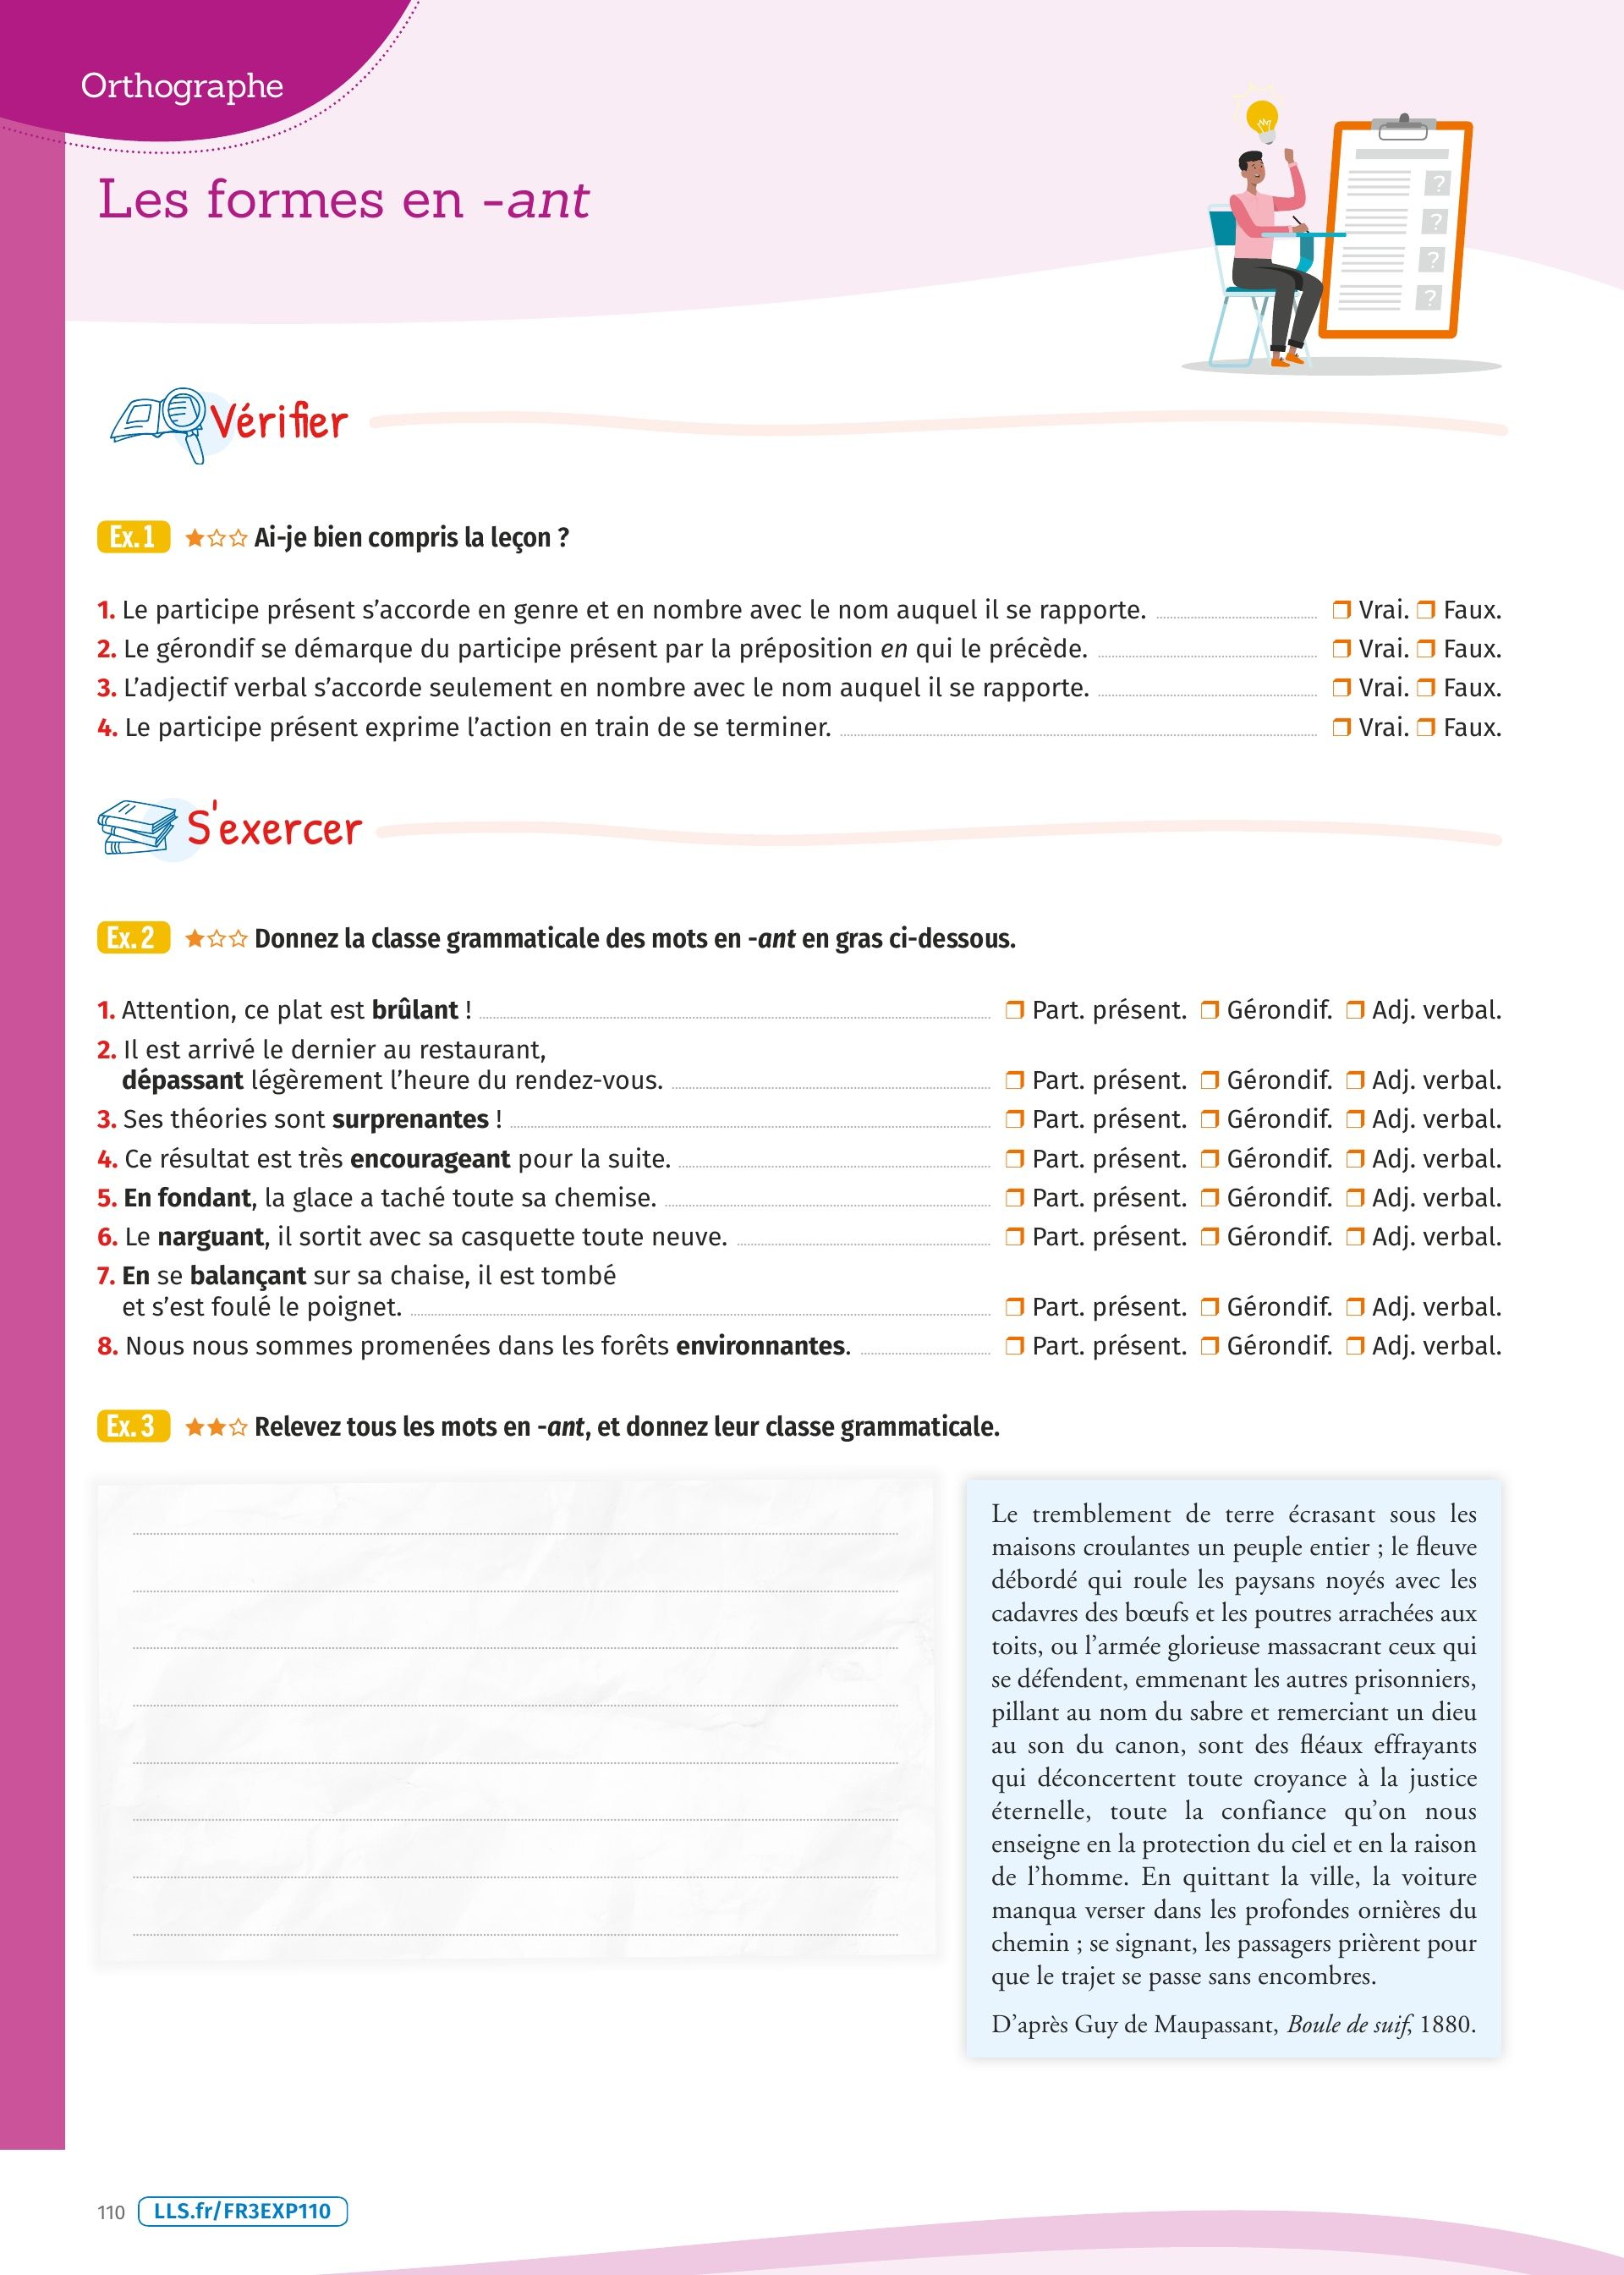 Orthographe
Les formes en -ant
Vérifier
Ex. 1 Ai-je bien compris la leçon ?
1. Le participe présent s’accorde en genre et en nombre avec le nom auquel il se rapporte. ❒ Vrai. ❒ Faux.
2. Le gérondif se démarque du participe présent par la préposition en qui le précède. ❒ Vrai. ❒ Faux.
3. L’adjectif verbal s’accorde seulement en nombre avec le nom auquel il se rapporte. ❒ Vrai. ❒ Faux.
4. Le participe présent exprime l’action en train de se terminer. ❒ Vrai. ❒ Faux.
S'exercer
Ex. 2 Donnez la classe grammaticale des mots en -ant en gras ci-dessous.
1. Attention, ce plat est brûlant ! ❒ Part. présent. ❒ Gérondif. ❒ Adj. verbal.
2. Il est arrivé le dernier au restaurant,
dépassant légèrement l’heure du rendez-vous. ❒ Part. présent. ❒ Gérondif. ❒ Adj. verbal.
3. Ses théories sont surprenantes ! ❒ Part. présent. ❒ Gérondif. ❒ Adj. verbal.
4. Ce résultat est très encourageant pour la suite. ❒ Part. présent. ❒ Gérondif. ❒ Adj. verbal.
5. En fondant, la glace a taché toute sa chemise. ❒ Part. présent. ❒ Gérondif. ❒ Adj. verbal.
6. Le narguant, il sortit avec sa casquette toute neuve. ❒ Part. présent. ❒ Gérondif. ❒ Adj. verbal.
7. En se balançant sur sa chaise, il est tombé
et s’est foulé le poignet. ❒ Part. présent. ❒ Gérondif. ❒ Adj. verbal.
8. Nous nous sommes promenées dans les forêts environnantes. ❒ Part. présent. ❒ Gérondif. ❒ Adj. verbal.
Ex. 3 Relevez tous les mots en -ant, et donnez leur classe grammaticale.
Le tremblement de terre écrasant sous les
maisons croulantes un peuple entier ; le fleuve
débordé qui roule les paysans noyés avec les
cadavres des bœufs et les poutres arrachées aux
toits, ou l’armée glorieuse massacrant ceux qui
se défendent, emmenant les autres prisonniers,
pillant au nom du sabre et remerciant un dieu
au son du canon, sont des fléaux effrayants
qui déconcertent toute croyance à la justice
éternelle, toute la confiance qu’on nous
enseigne en la protection du ciel et en la raison
de l’homme. En quittant la ville, la voiture
manqua verser dans les profondes ornières du
chemin ; se signant, les passagers prièrent pour
que le trajet se passe sans encombres.
D’après Guy de Maupassant, Boule de suif, 1880.
110 LLS.fr/FR3EXP110